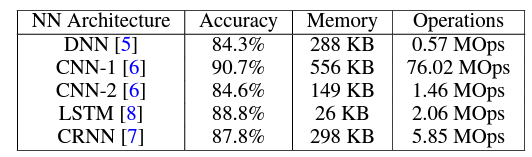 NN Architecture Accuracy Memory Operations
DNN [5] 84.3% 288 KB 0.57 MOps
CNN-1 [6] 90.7% 556 KB 76.02 MOps
CNN-2 [6] 84.6% 149 KB 1.46 MOps
LSTM [8] 88.8% 26 KB 2.06 MOps
CRNN [7] 87.8% 298 KB 5.85 MOps